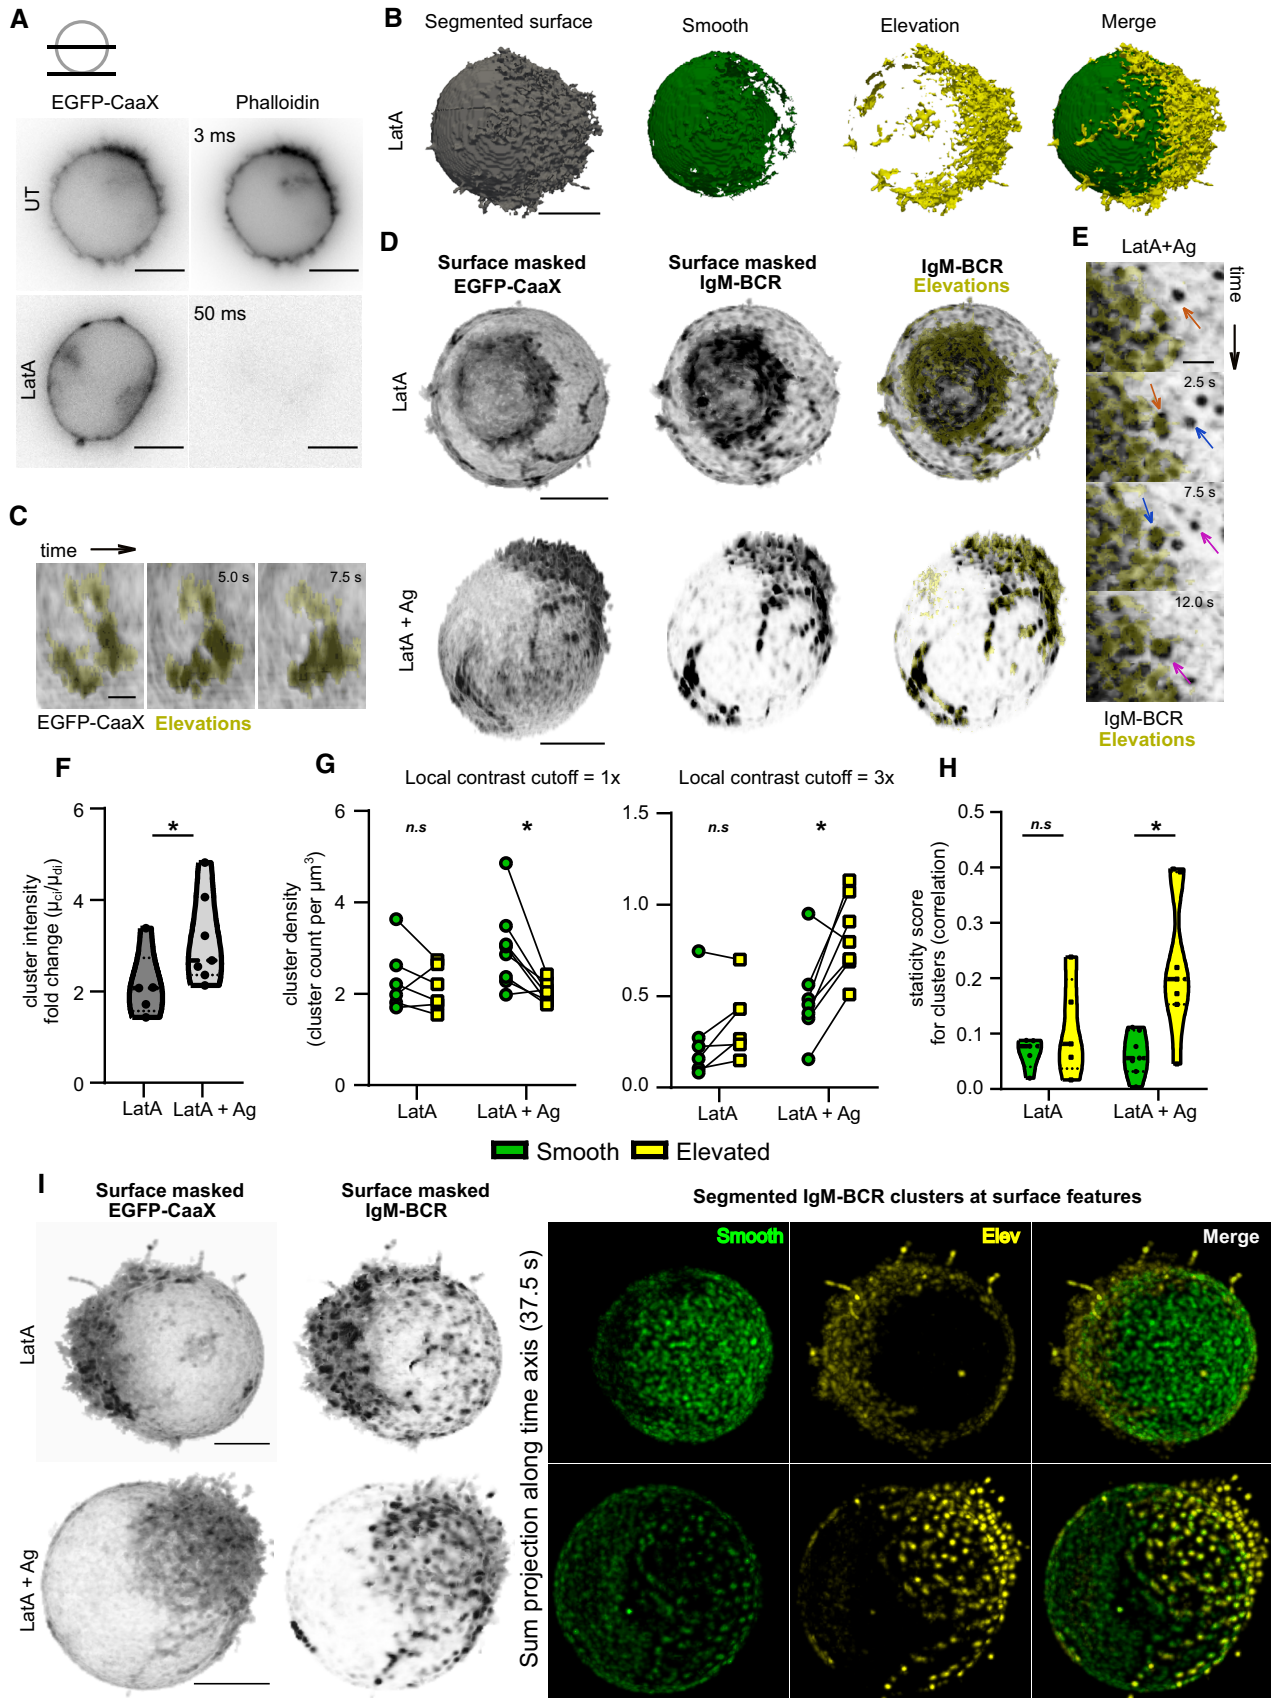 A
EGFP-CaaX Phalloidin
UT
3 ms
LatA
50 ms
B
Segmented surface Smooth Elevation Merge
LatA
C
time
5.0 s 7.5 s
EGFP-CaaX Elevations
D
Surface masked
EGFP-CaaX
Surface masked
IgM-BCR
IgM-BCR
Elevations
LatA
LatA + Ag
E
LatA+Ag
time
2.5 s
7.5 s
12.0 s
IgM-BCR
Elevations
F
cluster intensity
fold change (μci/μdi)
6
4
2
0
*
LatA LatA + Ag
G
Local contrast cutoff = 1x
cluster density
(cluster count per μm³)
6
4
2
0
n.s *
LatA LatA + Ag
Local contrast cutoff = 3x
1.5
1.0
0.5
0.0
n.s *
LatA LatA + Ag
H
staticity score
for clusters (correlation)
0.5
0.4
0.3
0.2
0.1
0.0
n.s *
LatA LatA + Ag
Smooth Elevated
I
Surface masked
EGFP-CaaX
Surface masked
IgM-BCR
Segmented IgM-BCR clusters at surface features
LatA
LatA + Ag
Sum projection along time axis (37.5 s)
Smooth Elev Merge